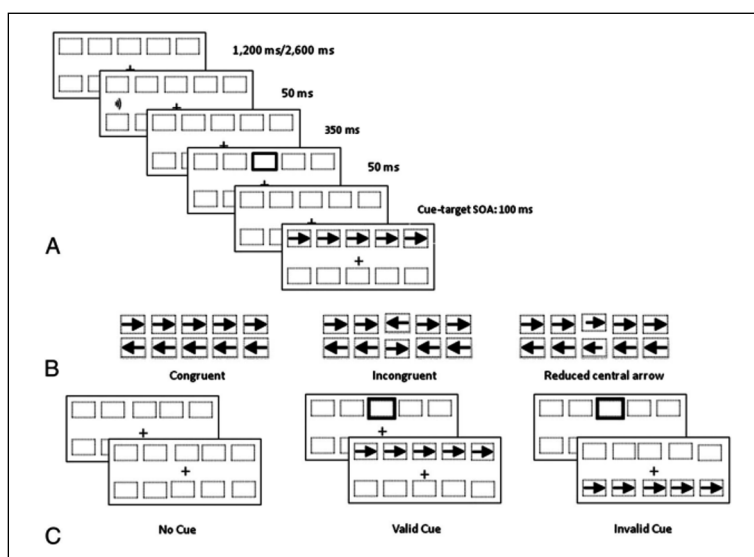 1,200 ms/2,600 ms
50 ms
350 ms
50 ms
Cue-target SOA: 100 ms
A
B
Congruent
Incongruent
Reduced central arrow
C
No Cue
Valid Cue
Invalid Cue